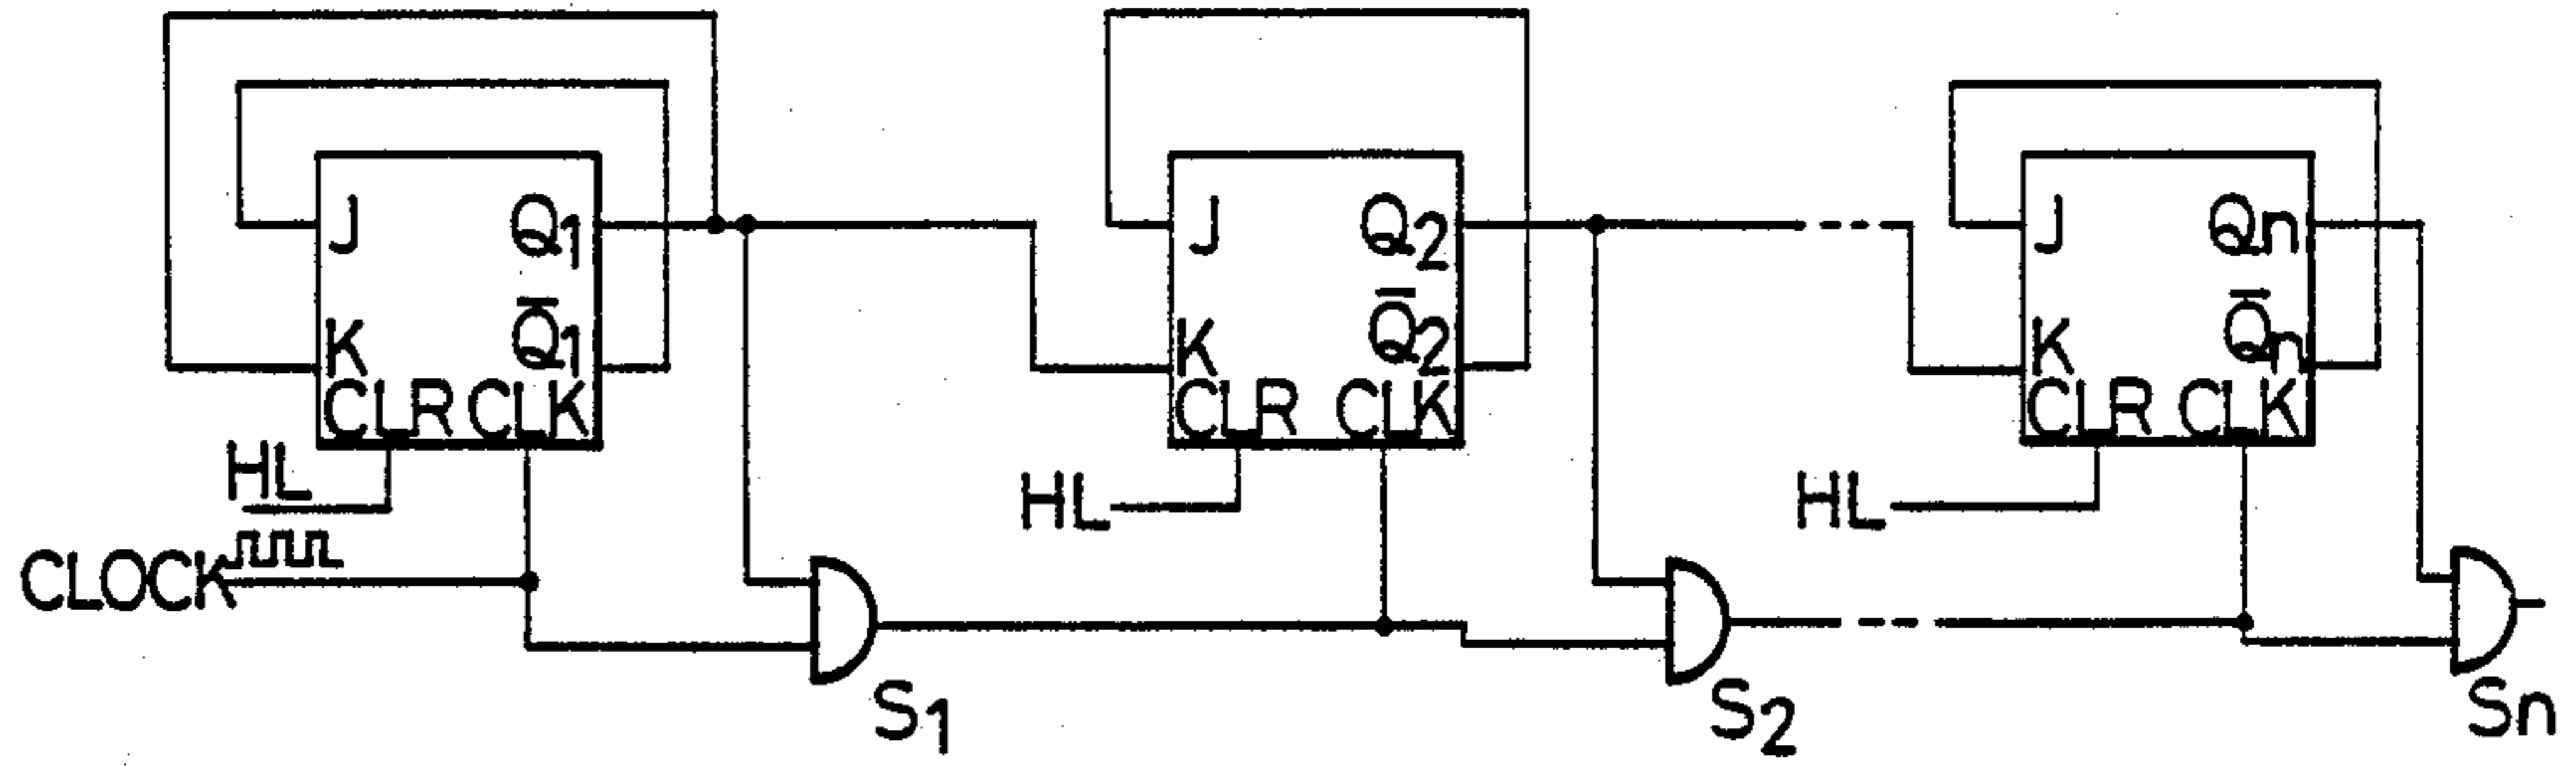 J Q1
K Q̄1
CLR CLK
HL
CLOCK
S1
J Q2
K Q̄2
CLR CLK
HL
S2
J Qn
K Q̄n
CLR CLK
HL
Sn